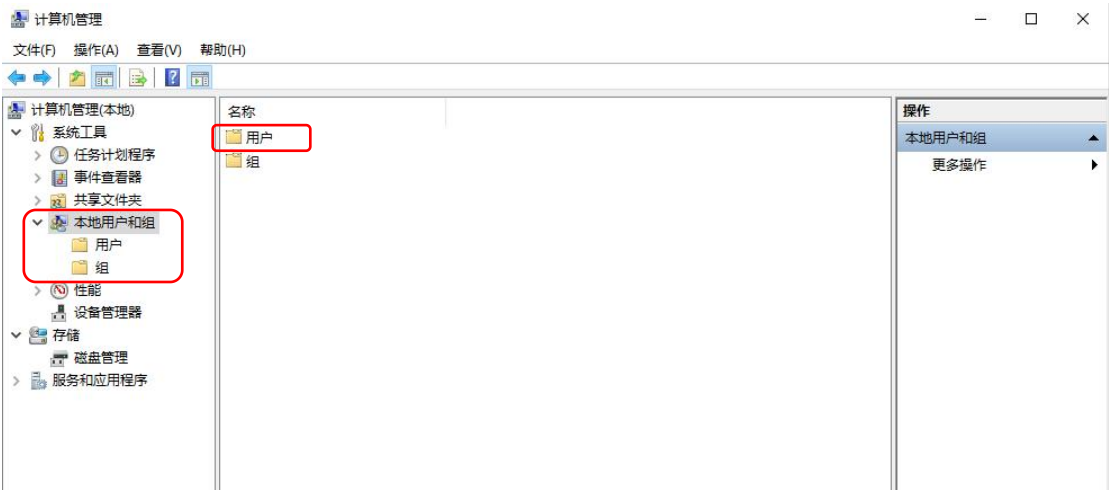 计算机管理
文件(F) 操作(A) 查看(V) 帮助(H)
计算机管理(本地)
系统工具
任务计划程序
事件查看器
共享文件夹
本地用户和组
用户
组
性能
设备管理器
存储
磁盘管理
服务和应用程序
名称
用户
组
操作
本地用户和组
更多操作